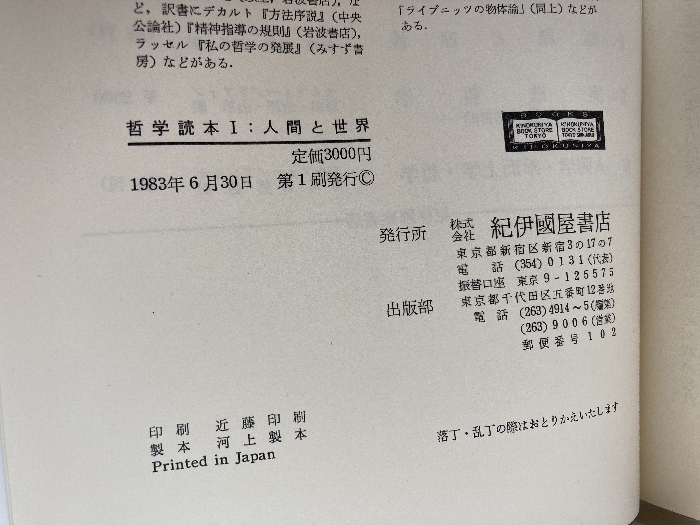 ど，訳書にデカルト『方法序説』（中央
公論社）『精神指導の規則』（岩波書店），
ラッセル『私の哲学の発展』（みすず書
房）などがある．
『ライプニッツの物体論』（同上）などが
ある．
BOOKS
KINOKUNIYA BOOK STORE TOKYO
KINOKUNIYA BOOK STORE
KINOKUNIYA
哲学読本Ⅰ：人間と世界
定価3000円
1983年6月30日　第1刷発行©
発行所　株式会社　紀伊國屋書店
東京都新宿区新宿3の17の7
電　話　(354) 0131（代表）
振替口座　東京9－125575
出版部　東京都千代田区五番町12番地
電　話　(263) 4914～5（編集）
(263) 9006（営業）
郵便番号　102
印刷　近藤印刷
製本　河上製本
Printed in Japan
落丁・乱丁の際はおとりかえいたします